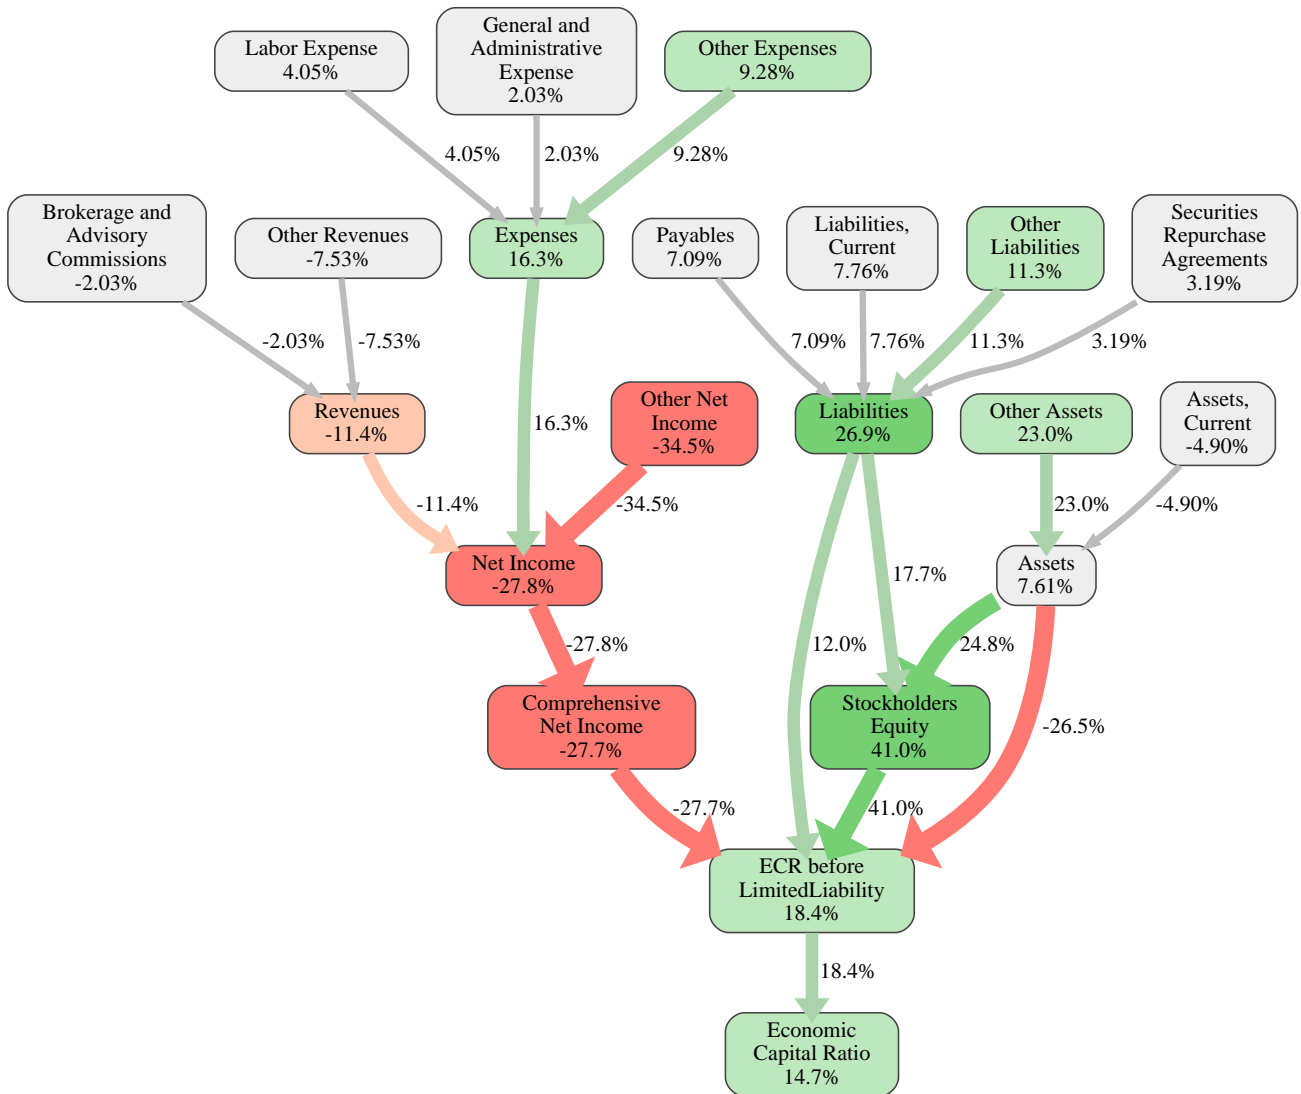 General and
Administrative
Expense
2.03%
Labor Expense
4.05%
Other Expenses
9.28%
4.05%
2.03%
9.28%
Brokerage and
Advisory
Commissions
-2.03%
Other Revenues
-7.53%
Expenses
16.3%
Payables
7.09%
Liabilities,
Current
7.76%
Other
Liabilities
11.3%
Securities
Repurchase
Agreements
3.19%
-2.03%
-7.53%
7.09%
7.76%
11.3%
3.19%
Revenues
-11.4%
16.3%
Other Net
Income
-34.5%
Liabilities
26.9%
Other Assets
23.0%
Assets,
Current
-4.90%
-11.4%
-34.5%
23.0%
-4.90%
Net Income
-27.8%
17.7%
Assets
7.61%
-27.8%
12.0%
24.8%
-26.5%
Comprehensive
Net Income
-27.7%
Stockholders
Equity
41.0%
-27.7%
41.0%
ECR before
LimitedLiability
18.4%
18.4%
Economic
Capital Ratio
14.7%